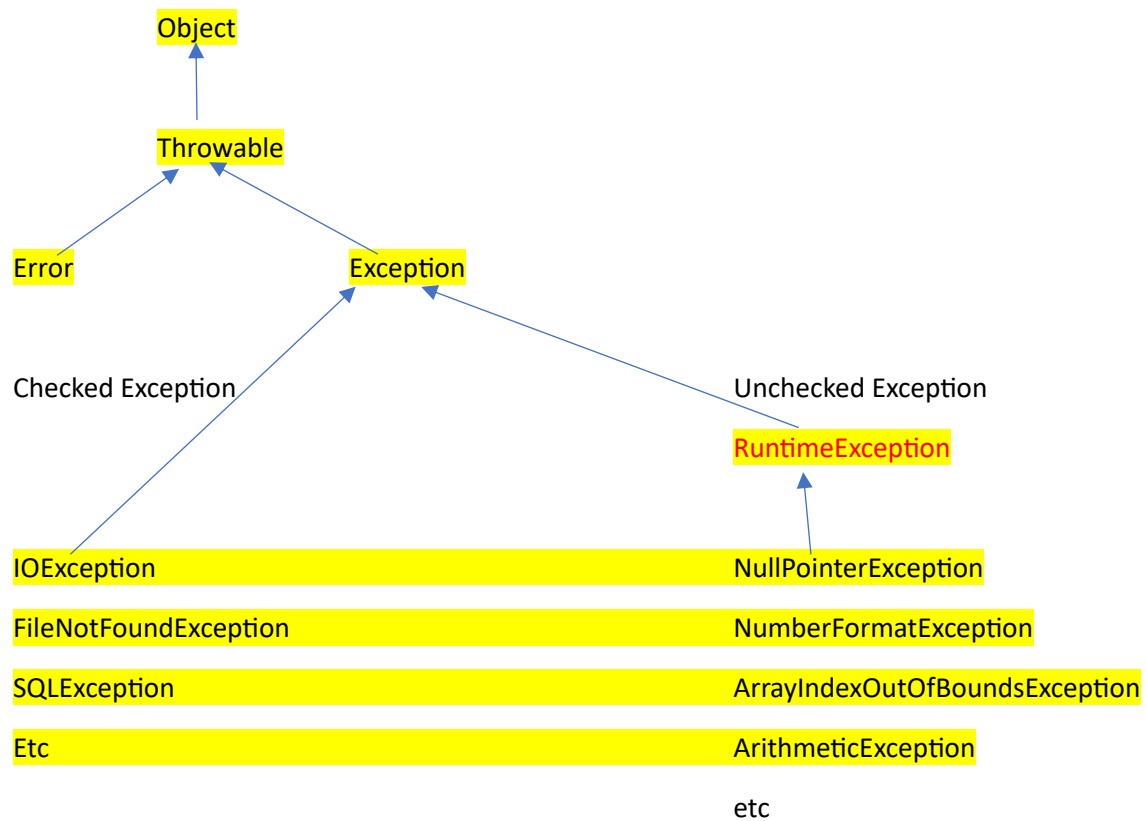 Object
Throwable
Error Exception
Checked Exception Unchecked Exception
RuntimeException
IOException NullPointerException
FileNotFoundException NumberFormatException
SQLException ArrayIndexOutOfBoundsException
Etc ArithmeticException
etc